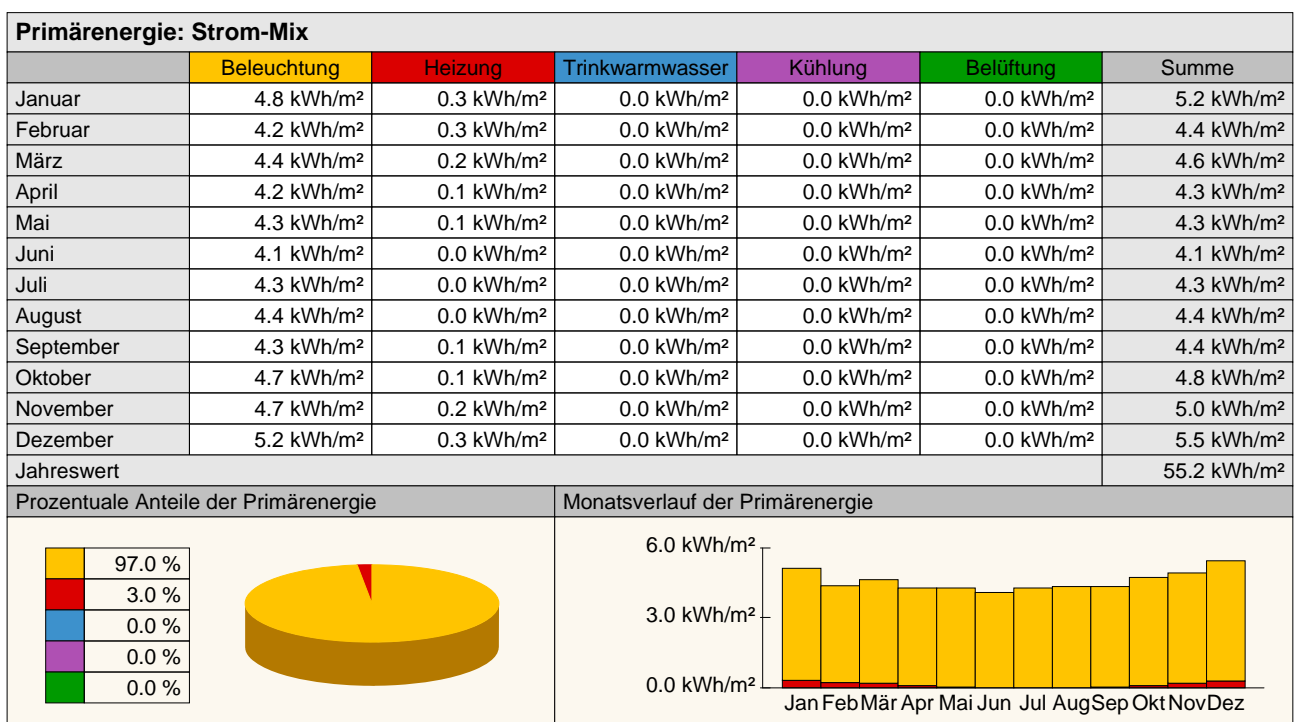 Primärenergie: Strom-Mix
Beleuchtung Heizung Trinkwarmwasser Kühlung Belüftung Summe
Januar 4.8 kWh/m² 0.3 kWh/m² 0.0 kWh/m² 0.0 kWh/m² 0.0 kWh/m² 5.2 kWh/m²
Februar 4.2 kWh/m² 0.3 kWh/m² 0.0 kWh/m² 0.0 kWh/m² 0.0 kWh/m² 4.4 kWh/m²
März 4.4 kWh/m² 0.2 kWh/m² 0.0 kWh/m² 0.0 kWh/m² 0.0 kWh/m² 4.6 kWh/m²
April 4.2 kWh/m² 0.1 kWh/m² 0.0 kWh/m² 0.0 kWh/m² 0.0 kWh/m² 4.3 kWh/m²
Mai 4.3 kWh/m² 0.1 kWh/m² 0.0 kWh/m² 0.0 kWh/m² 0.0 kWh/m² 4.3 kWh/m²
Juni 4.1 kWh/m² 0.0 kWh/m² 0.0 kWh/m² 0.0 kWh/m² 0.0 kWh/m² 4.1 kWh/m²
Juli 4.3 kWh/m² 0.0 kWh/m² 0.0 kWh/m² 0.0 kWh/m² 0.0 kWh/m² 4.3 kWh/m²
August 4.4 kWh/m² 0.0 kWh/m² 0.0 kWh/m² 0.0 kWh/m² 0.0 kWh/m² 4.4 kWh/m²
September 4.3 kWh/m² 0.1 kWh/m² 0.0 kWh/m² 0.0 kWh/m² 0.0 kWh/m² 4.4 kWh/m²
Oktober 4.7 kWh/m² 0.1 kWh/m² 0.0 kWh/m² 0.0 kWh/m² 0.0 kWh/m² 4.8 kWh/m²
November 4.7 kWh/m² 0.2 kWh/m² 0.0 kWh/m² 0.0 kWh/m² 0.0 kWh/m² 5.0 kWh/m²
Dezember 5.2 kWh/m² 0.3 kWh/m² 0.0 kWh/m² 0.0 kWh/m² 0.0 kWh/m² 5.5 kWh/m²
Jahreswert 55.2 kWh/m²
Prozentuale Anteile der Primärenergie
97.0 %
3.0 %
0.0 %
0.0 %
0.0 %
Monatsverlauf der Primärenergie
6.0 kWh/m²
3.0 kWh/m²
0.0 kWh/m²
Jan Feb Mär Apr Mai Jun Jul Aug Sep Okt Nov Dez